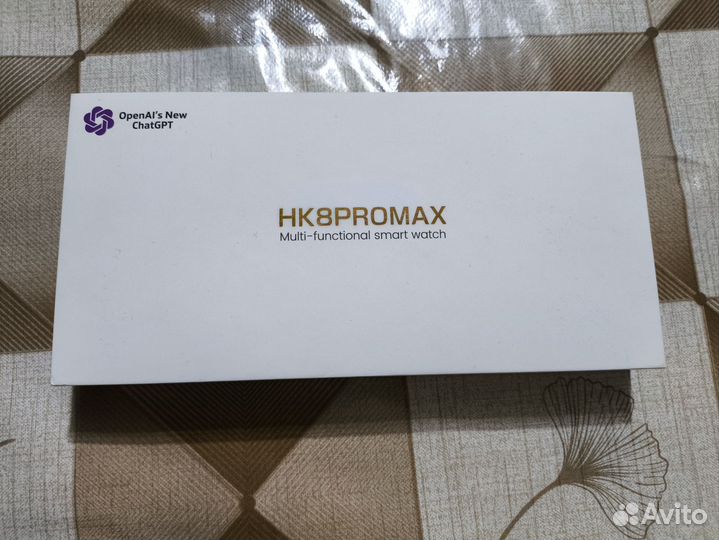 OpenAI's New
ChatGPT
HK8PROMAX
Multi-functional smart watch
Avito